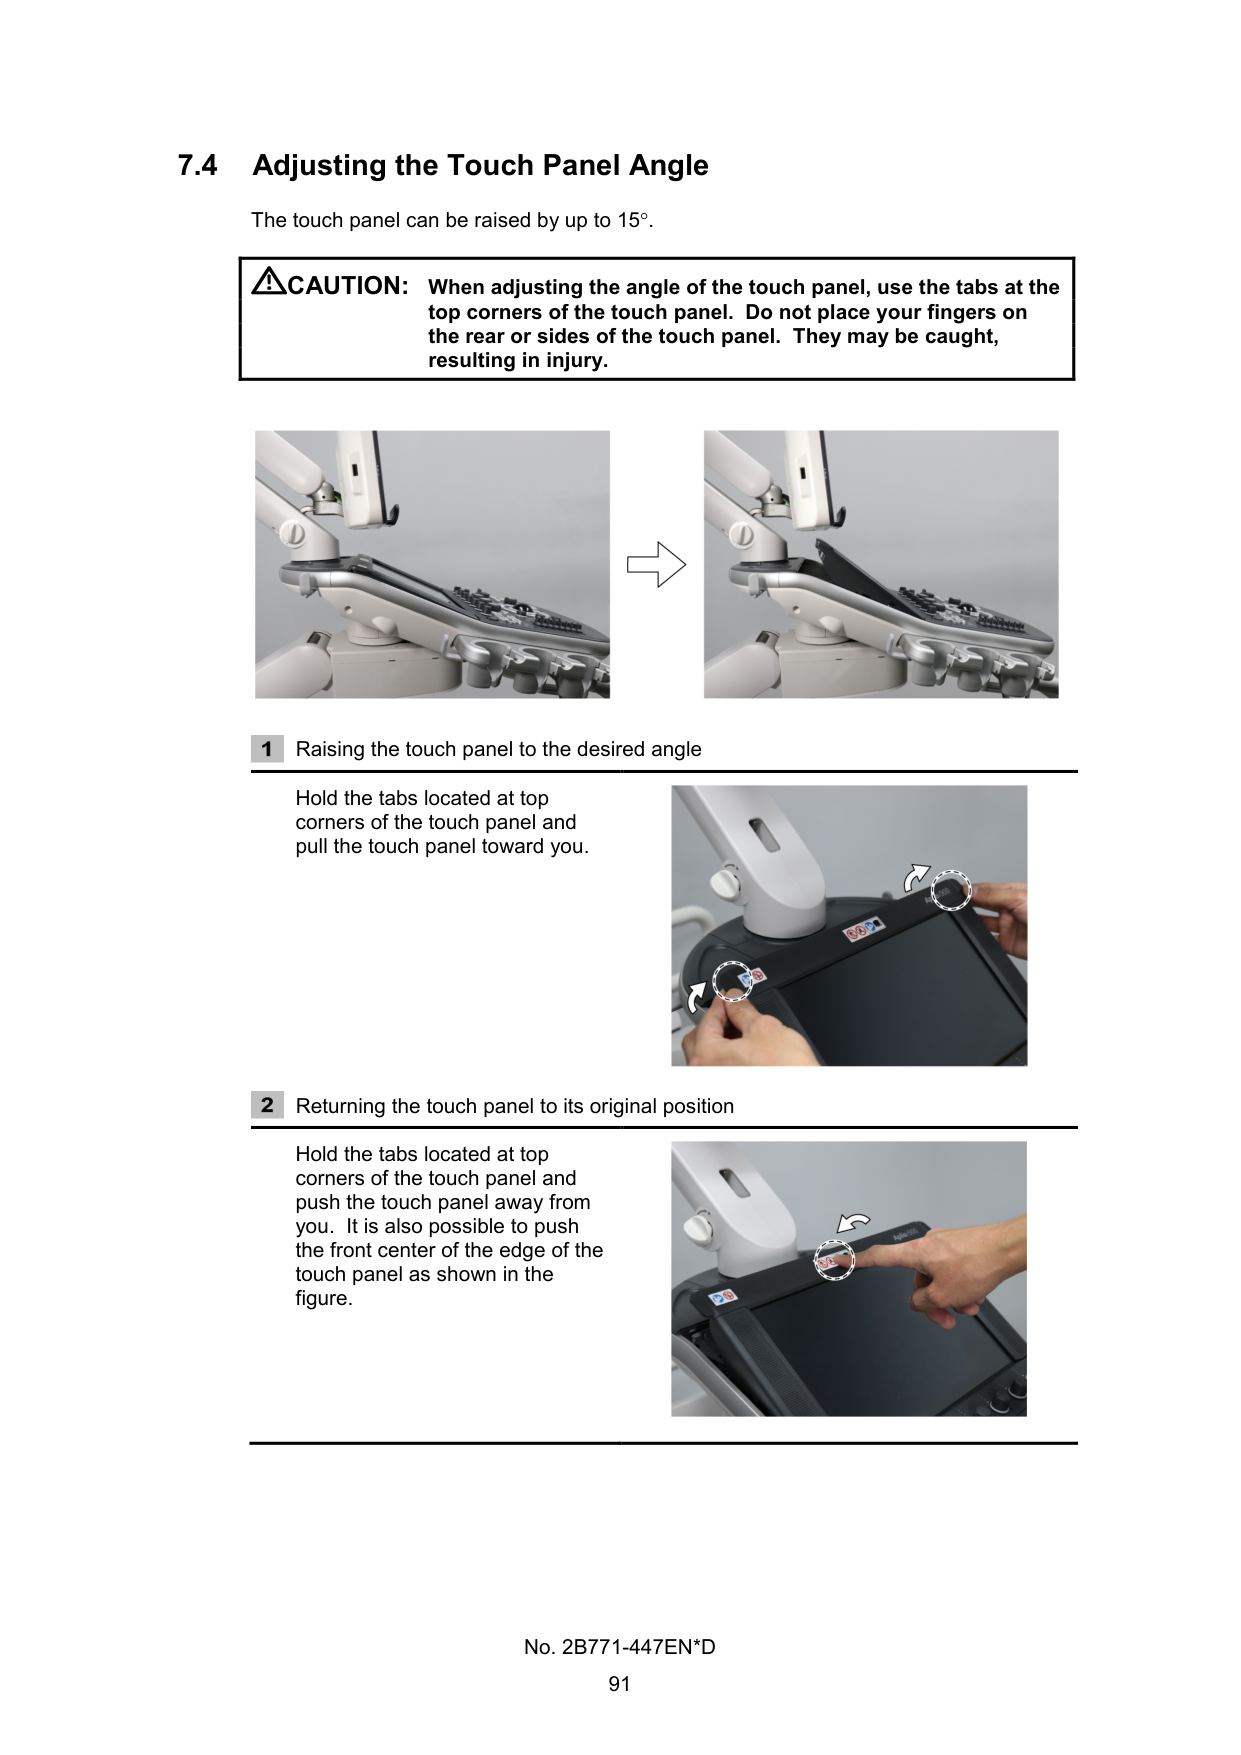 7.4 Adjusting the Touch Panel Angle
The touch panel can be raised by up to 15°.
⚠CAUTION: When adjusting the angle of the touch panel, use the tabs at the
top corners of the touch panel. Do not place your fingers on
the rear or sides of the touch panel. They may be caught,
resulting in injury.
1 Raising the touch panel to the desired angle
Hold the tabs located at top
corners of the touch panel and
pull the touch panel toward you.
2 Returning the touch panel to its original position
Hold the tabs located at top
corners of the touch panel and
push the touch panel away from
you. It is also possible to push
the front center of the edge of the
touch panel as shown in the
figure.
No. 2B771-447EN*D
91